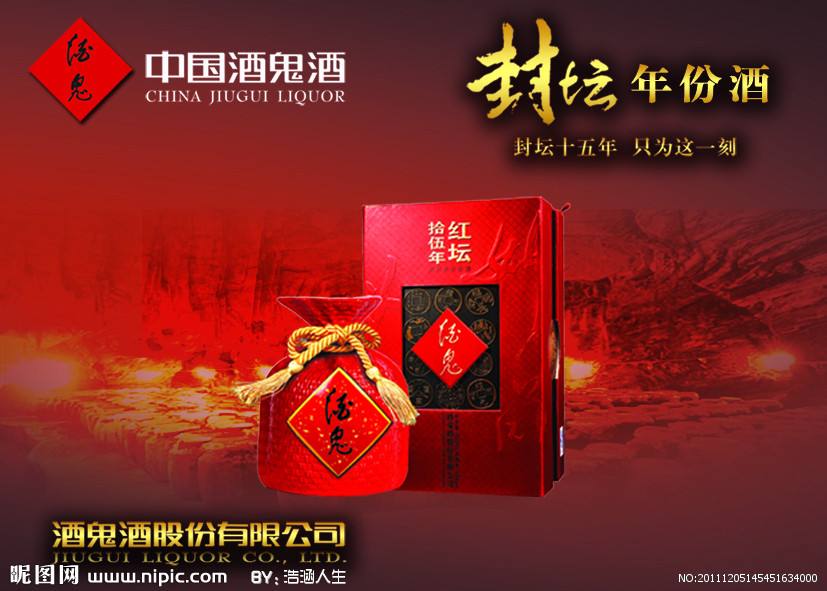 酒鬼
中国酒鬼酒
CHINA JIUGUI LIQUOR
封坛年份酒
封坛十五年 只为这一刻
红坛
拾伍年
酒鬼
酒鬼
酒鬼酒股份有限公司
JIUGUI LIQUOR CO., LTD.
昵图网 www.nipic.com BY: 浩涵人生
NO:20111205145451634000